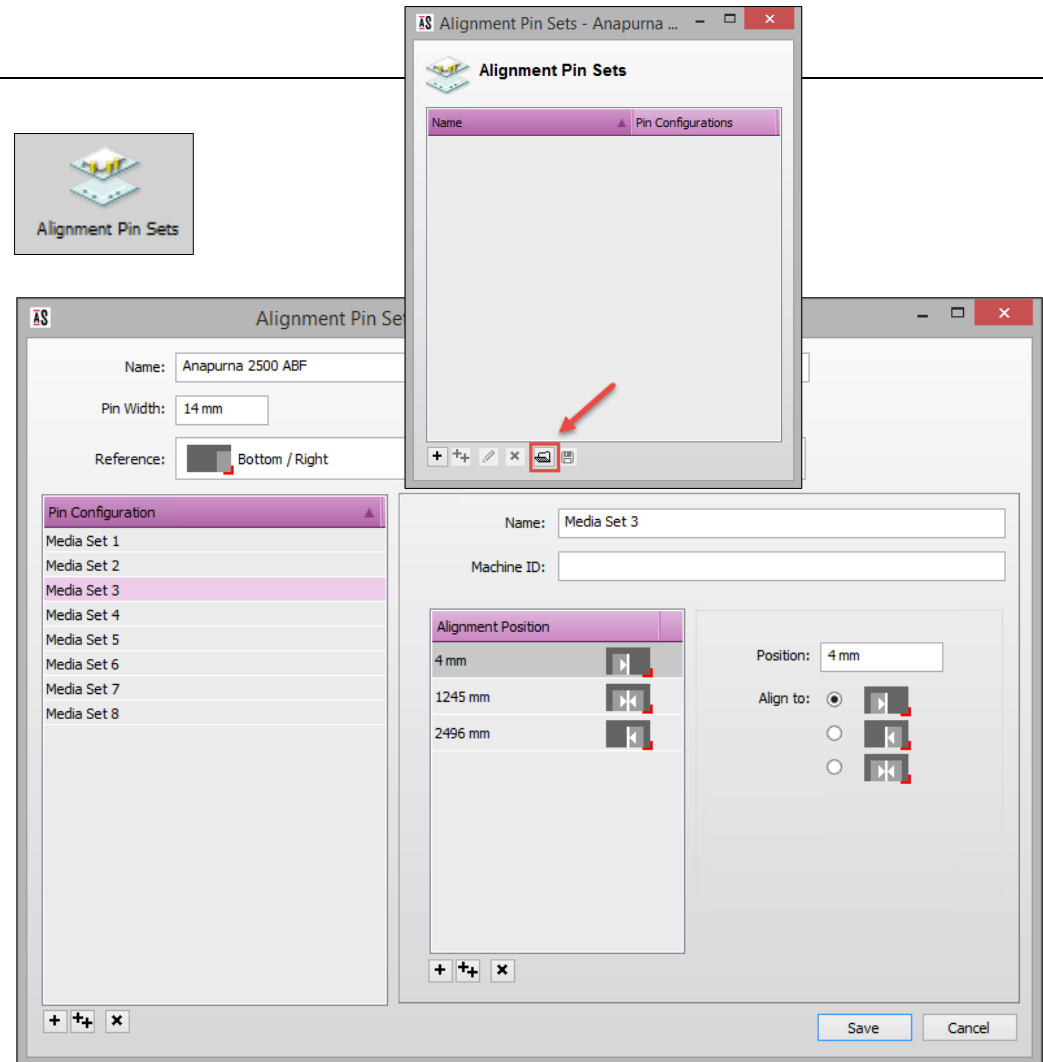 AS Alignment Pin Sets - Anapurna ...
Alignment Pin Sets
Name Pin Configurations
Alignment Pin Sets
AS Alignment Pin Se
Name: Anapurna 2500 ABF
Pin Width: 14 mm
Reference: Bottom / Right
Pin Configuration
Media Set 1
Media Set 2
Media Set 3
Media Set 4
Media Set 5
Media Set 6
Media Set 7
Media Set 8
Name: Media Set 3
Machine ID:
Alignment Position
4 mm
1245 mm
2496 mm
Position: 4 mm
Align to:
Save Cancel